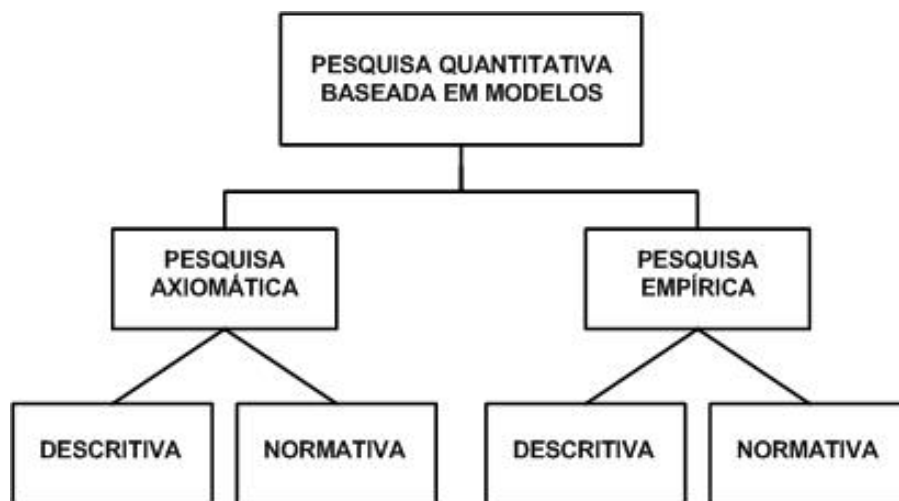 PESQUISA QUANTITATIVA
BASEADA EM MODELOS
PESQUISA
AXIOMÁTICA
PESQUISA
EMPÍRICA
DESCRITIVA
NORMATIVA
DESCRITIVA
NORMATIVA